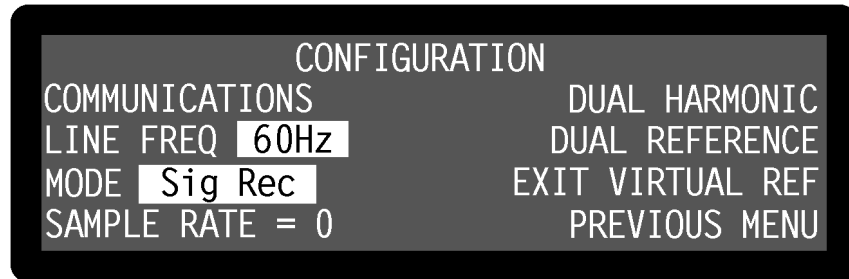 CONFIGURATION
COMMUNICATIONS DUAL HARMONIC
LINE FREQ 60Hz DUAL REFERENCE
MODE Sig Rec EXIT VIRTUAL REF
SAMPLE RATE = 0 PREVIOUS MENU